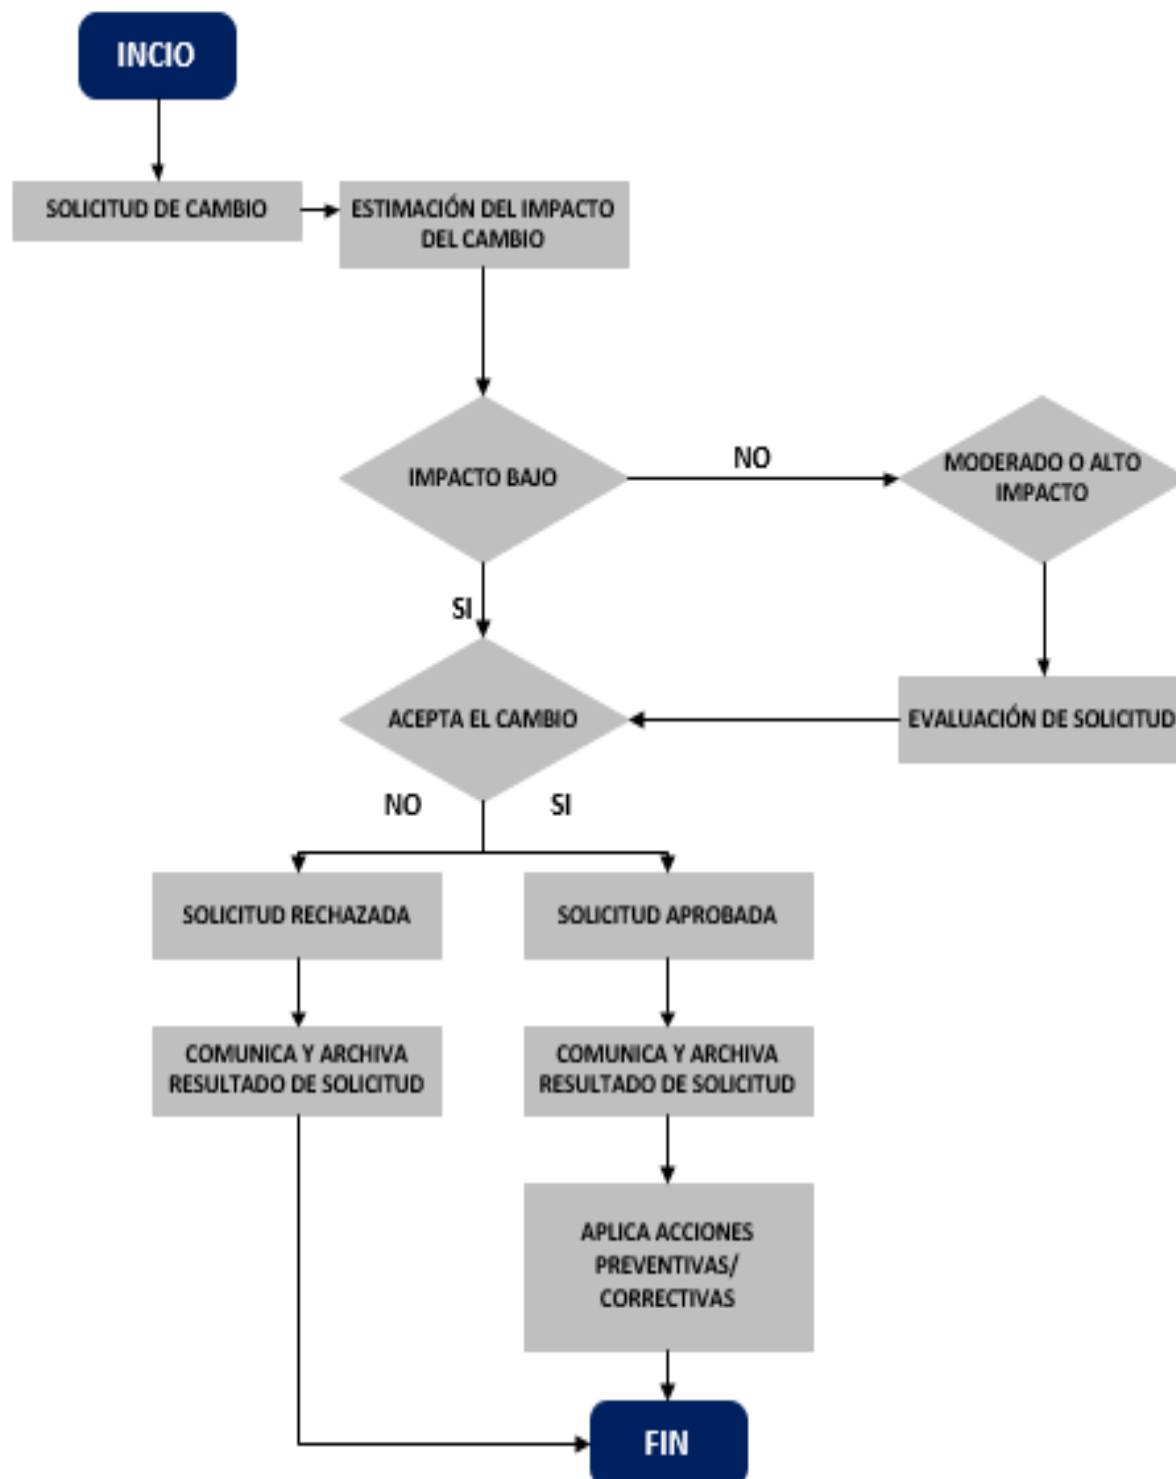 INCIO
SOLICITUD DE CAMBIO
ESTIMACIÓN DEL IMPACTO
DEL CAMBIO
IMPACTO BAJO
NO
MODERADO O ALTO
IMPACTO
SI
ACEPTA EL CAMBIO
EVALUACIÓN DE SOLICITUD
NO
SI
SOLICITUD RECHAZADA
SOLICITUD APROBADA
COMUNICA Y ARCHIVA
RESULTADO DE SOLICITUD
COMUNICA Y ARCHIVA
RESULTADO DE SOLICITUD
APLICA ACCIONES
PREVENTIVAS/
CORRECTIVAS
FIN